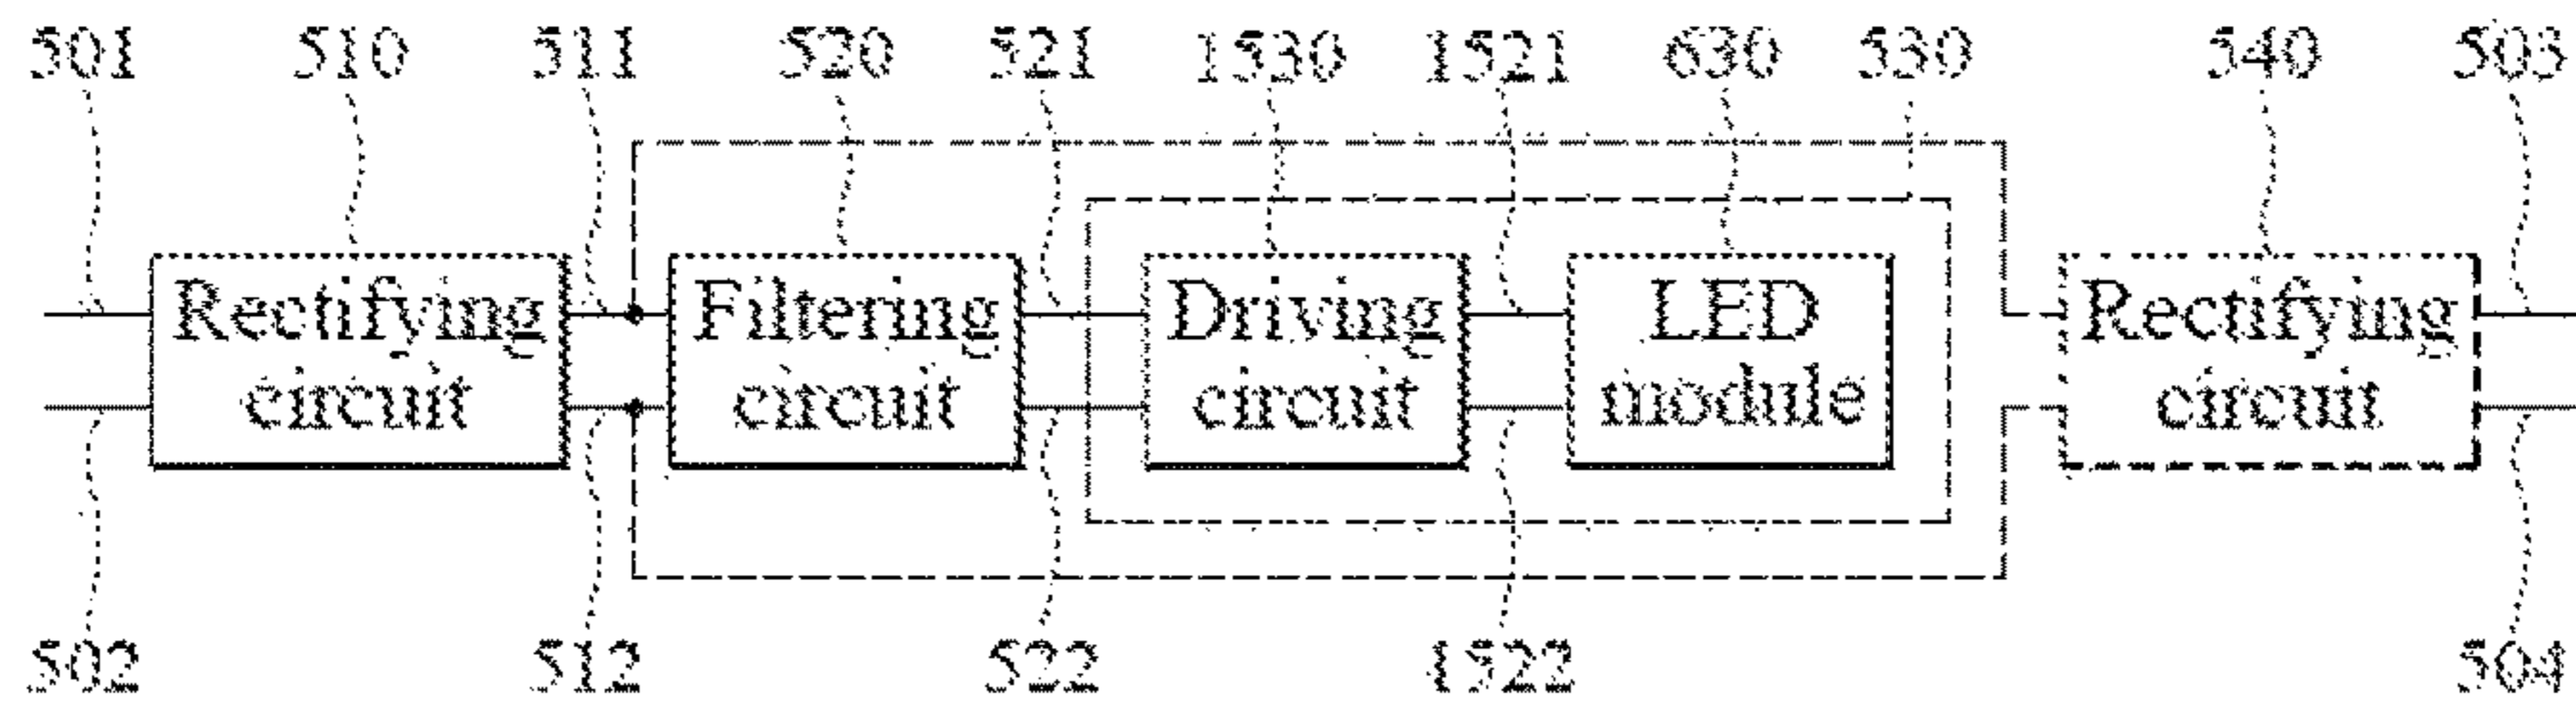 501 510 511 520 521 1530 1521 630 530 540 503
Rectifying Filtering Driving LED Rectifying
circuit circuit circuit module circuit
502 512 522 1522 504